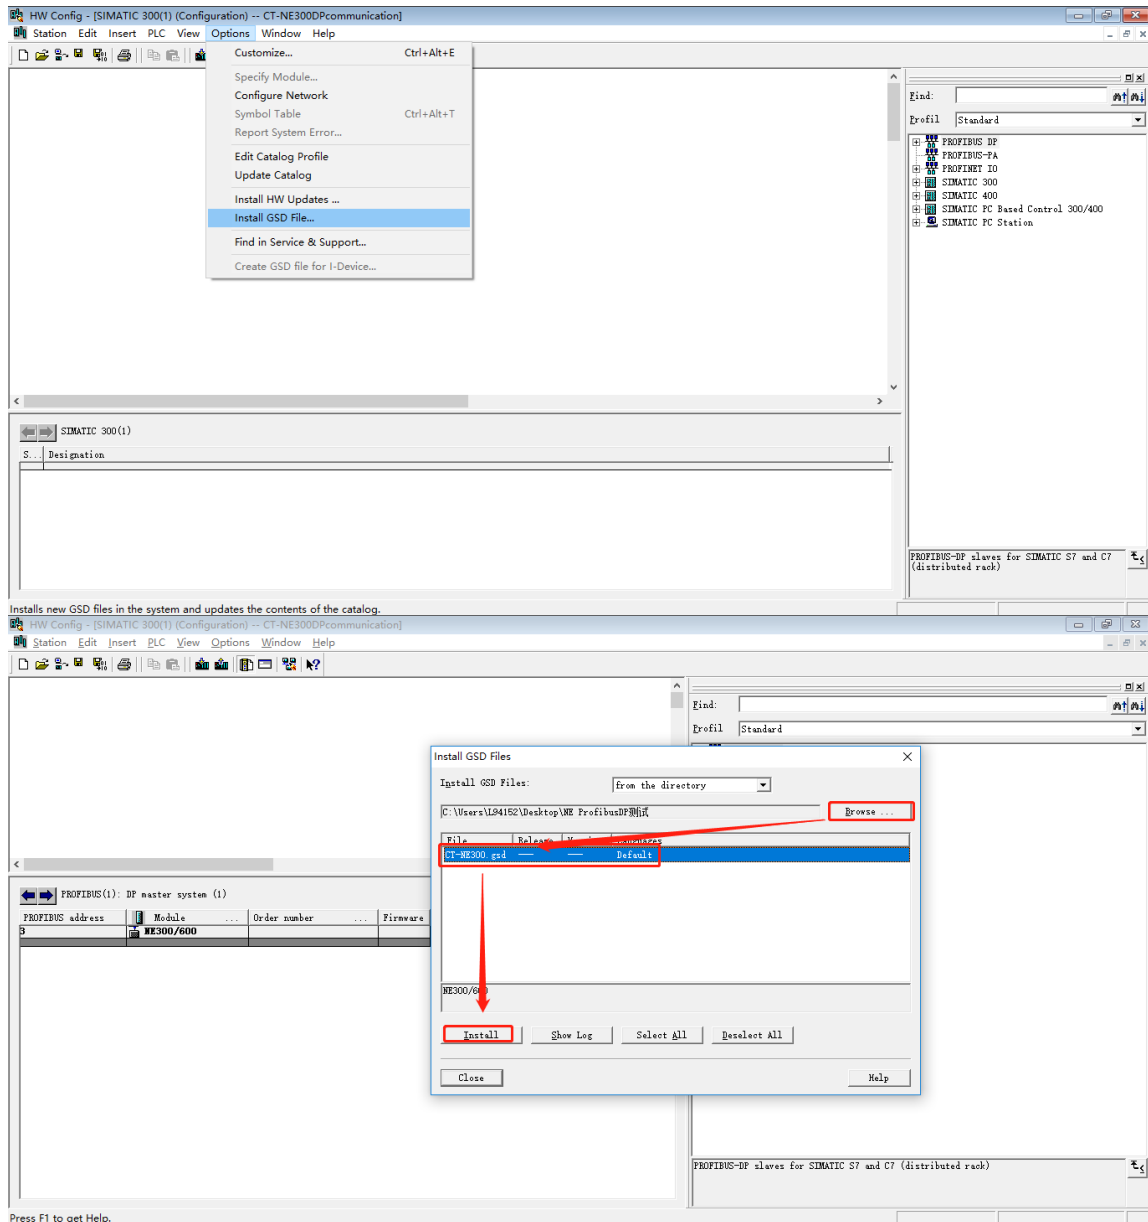 HW Config - [SIMATIC 300(1) (Configuration) -- CT-NE300DPcommunication]
Station Edit Insert PLC View Options Window Help
Customize... Ctrl+Alt+E
Specify Module...
Configure Network
Symbol Table Ctrl+Alt+T
Report System Error...
Edit Catalog Profile
Update Catalog
Install HW Updates ...
Install GSD File...
Find in Service & Support...
Create GSD file for I-Device...
Find:
Profil Standard
PROFIBUS DP
PROFIBUS-PA
PROFINET IO
SIMATIC 300
SIMATIC 400
SIMATIC PC Based Control 300/400
SIMATIC PC Station
SIMATIC 300(1)
S... Designation
PROFIBUS-DP slaves for SIMATIC S7 and C7
(distributed rack)
Installs new GSD files in the system and updates the contents of the catalog.
HW Config - [SIMATIC 300(1) (Configuration) -- CT-NE300DPcommunication]
Station Edit Insert PLC View Options Window Help
Find:
Profil Standard
Install GSD Files
Install GSD Files: from the directory
C:\Users\L94152\Desktop\NE ProfibusDP测试 Browse ...
File Release Languages
CT-NE300.gsd --- --- Default
NE300/600
Install Show Log Select All Deselect All
Close Help
PROFIBUS(1): DP master system (1)
PROFIBUS address Module ... Order number ... Firmware
3 NE300/600
PROFIBUS-DP slaves for SIMATIC S7 and C7 (distributed rack)
Press F1 to get Help.